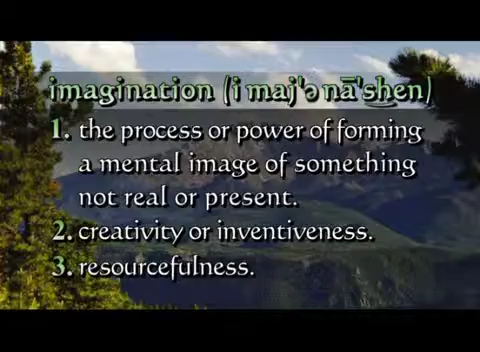 imagination (i maj'ə nā'shen)
1. the process or power of forming
a mental image of something
not real or present.
2. creativity or inventiveness.
3. resourcefulness.